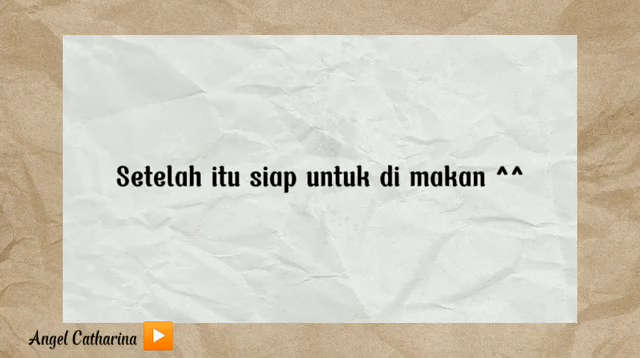 Setelah itu siap untuk di makan ^^
Angel Catharina ▶️